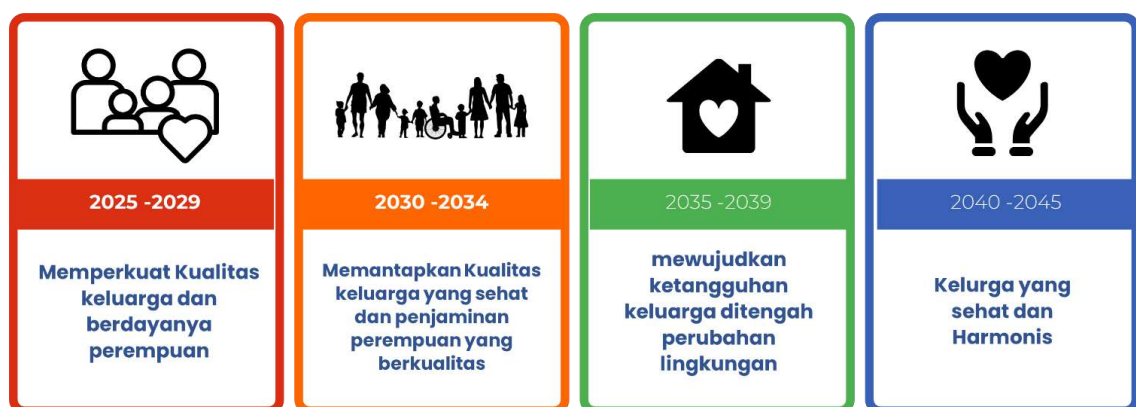 2025 -2029
Memperkuat Kualitas
keluarga dan
berdayanya
perempuan
2030 -2034
Memantapkan Kualitas
keluarga yang sehat
dan penjaminan
perempuan yang
berkualitas
2035 -2039
mewujudkan
ketangguhan
keluarga ditengah
perubahan
lingkungan
2040 -2045
Kelurga yang
sehat dan
Harmonis